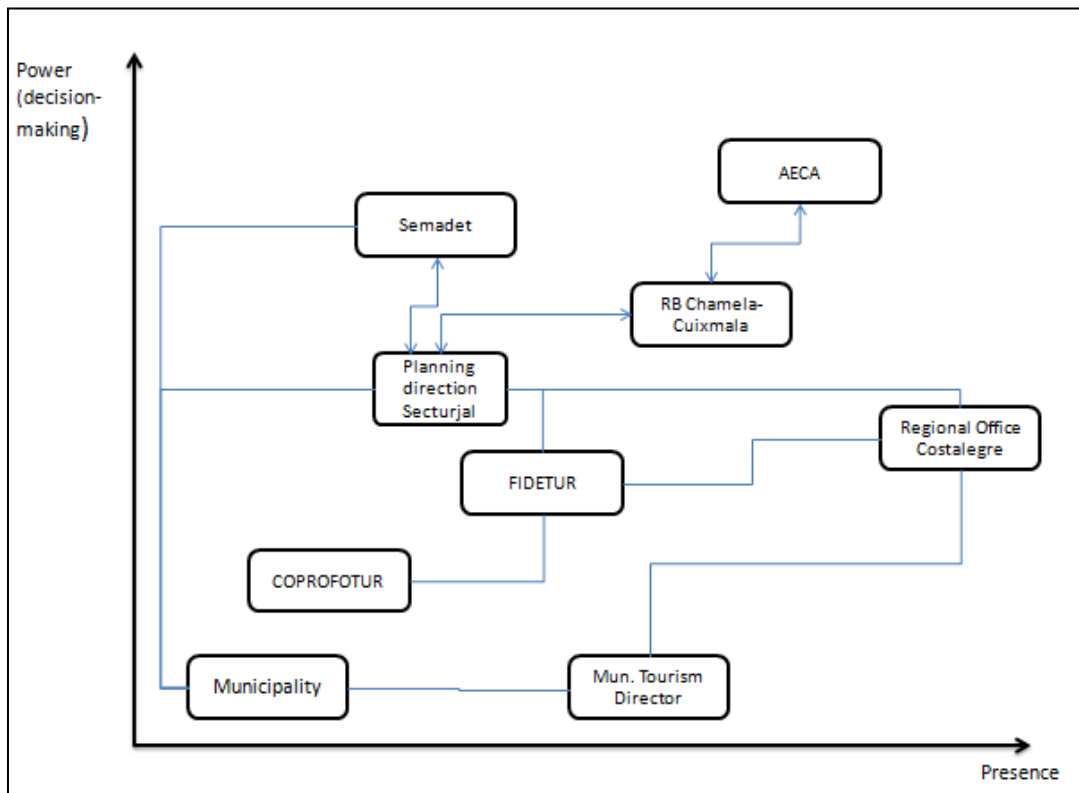 Power
(decision-
making)
AECA
Semadet
RB Chamela-
Cuixmala
Planning
direction
Secturjal
Regional Office
Costalegre
FIDETUR
COPROFOTUR
Municipality
Mun. Tourism
Director
Presence